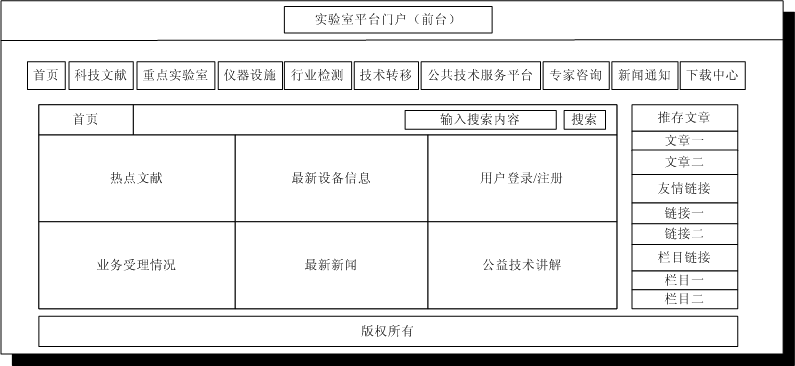 实验室平台门户（前台）
首页 科技文献 重点实验室 仪器设施 行业检测 技术转移 公共技术服务平台 专家咨询 新闻通知 下载中心
首页 输入搜索内容 搜索
热点文献 最新设备信息 用户登录/注册
业务受理情况 最新新闻 公益技术讲解
推存文章
文章一
文章二
友情链接
链接一
链接二
栏目链接
栏目一
栏目二
版权所有